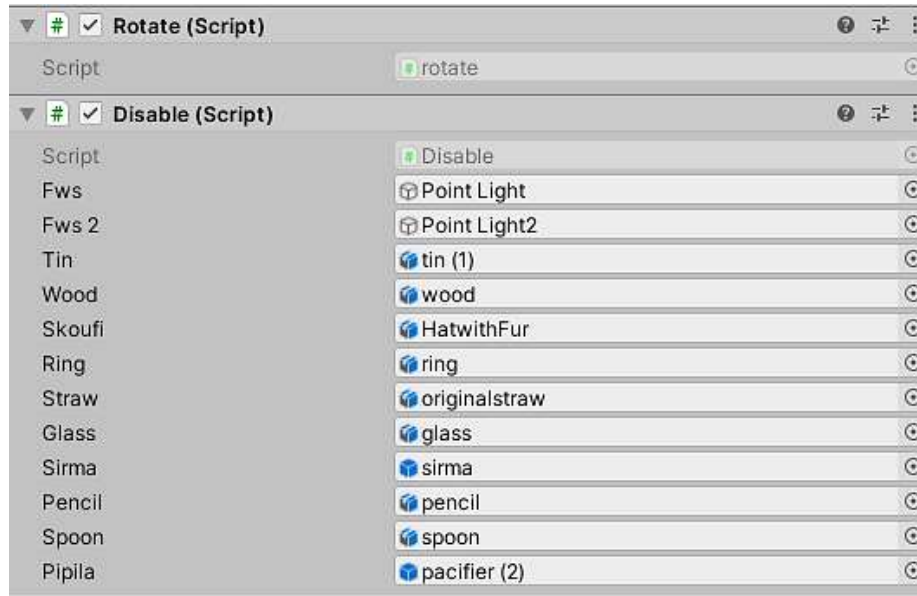 Rotate (Script)
Script rotate
Disable (Script)
Script Disable
Fws Point Light
Fws 2 Point Light2
Tin tin (1)
Wood wood
Skoufi HatwithFur
Ring ring
Straw originalstraw
Glass glass
Sirma sirma
Pencil pencil
Spoon spoon
Pipila pacifier (2)